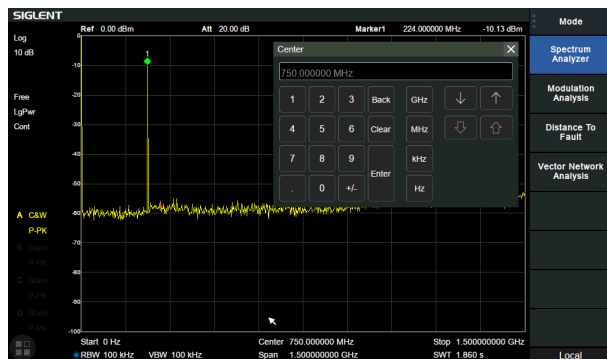 SIGLENT
Ref 0.00 dBm Att 20.00 dB Marker1 224.000000 MHz -10.13 dBm
Log
10 dB
Free
LgPwr
Cont
A C&W
P-PK
B Blank
P-PK
C Blank
P-PK
D Blank
P-PK
0
-10
-20
-30
-40
-50
-60
-70
-80
-90
-100
1
Center X
750.000000 MHz
1 2 3 Back GHz
4 5 6 Clear MHz
7 8 9 Enter kHz
. 0 +/- Hz
Start 0 Hz Center 750.000000 MHz Stop 1.500000000 GHz
RBW 100 kHz VBW 100 kHz Span 1.500000000 GHz SWT 1.860 s
Mode
Spectrum
Analyzer
Modulation
Analysis
Distance To
Fault
Vector Network
Analysis
Local